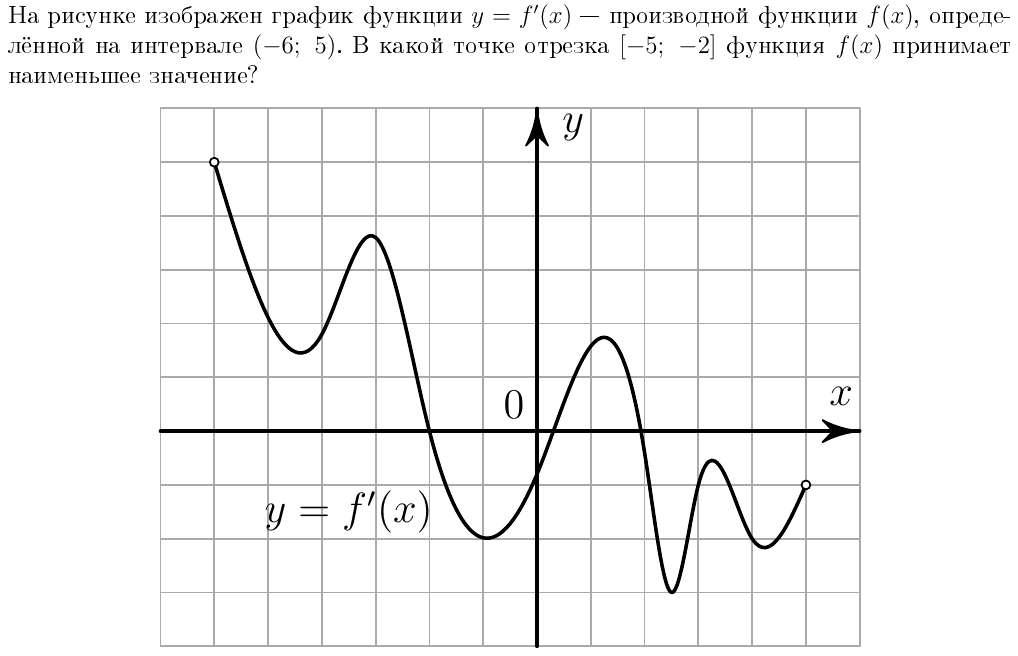 На рисунке изображен график функции y = f′(x) — производной функции f(x), опреде-
лённой на интервале (−6; 5). В какой точке отрезка [−5; −2] функция f(x) принимает
наименьшее значение?
y
0
x
y = f′(x)